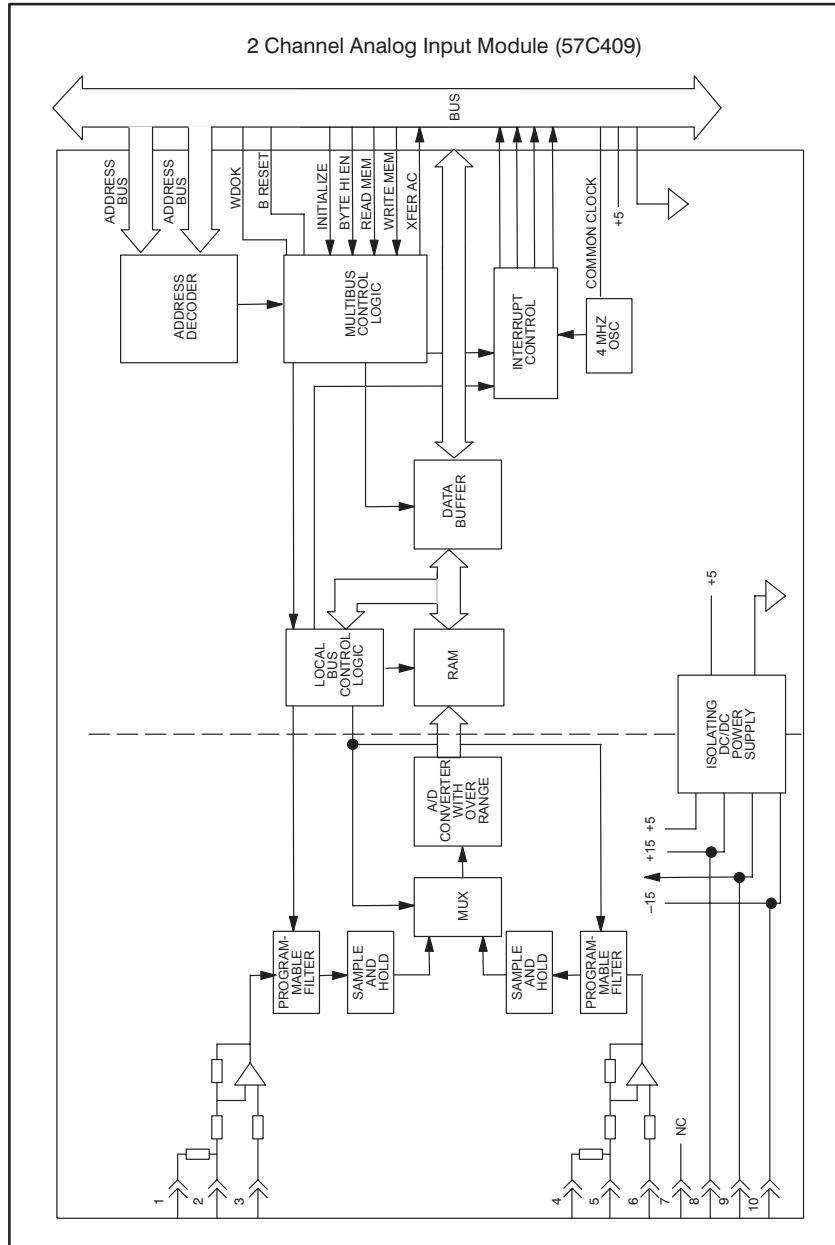 2 Channel Analog Input Module (57C409)
BUS
ADDRESS
BUS
ADDRESS
BUS
WDOK
B RESET
INITIALIZE
BYTE HI EN
READ MEM
WRITE MEM
XFER AC
COMMON CLOCK
+5
ADDRESS
DECODER
MULTIBUS
CONTROL
LOGIC
INTERRUPT
CONTROL
4 MHZ
OSC
DATA
BUFFER
LOCAL
BUS
CONTROL
LOGIC
RAM
+5
ISOLATING
DC/DC
POWER
SUPPLY
A/D
CONVERTER
WITH
OVER
RANGE
+5
+15
–15
MUX
PROGRAM-
MABLE
FILTER
SAMPLE
AND
HOLD
SAMPLE
AND
HOLD
PROGRAM-
MABLE
FILTER
NC
1
2
3
4
5
6
7
8
9
10